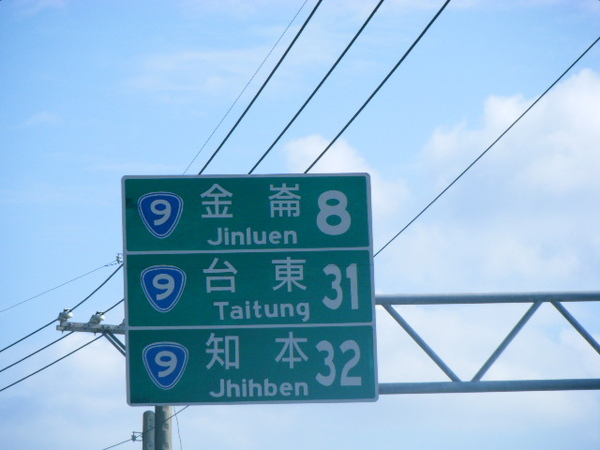 9 金崙 8
Jinluen
9 台東 31
Taitung
9 知本 32
Jhihben